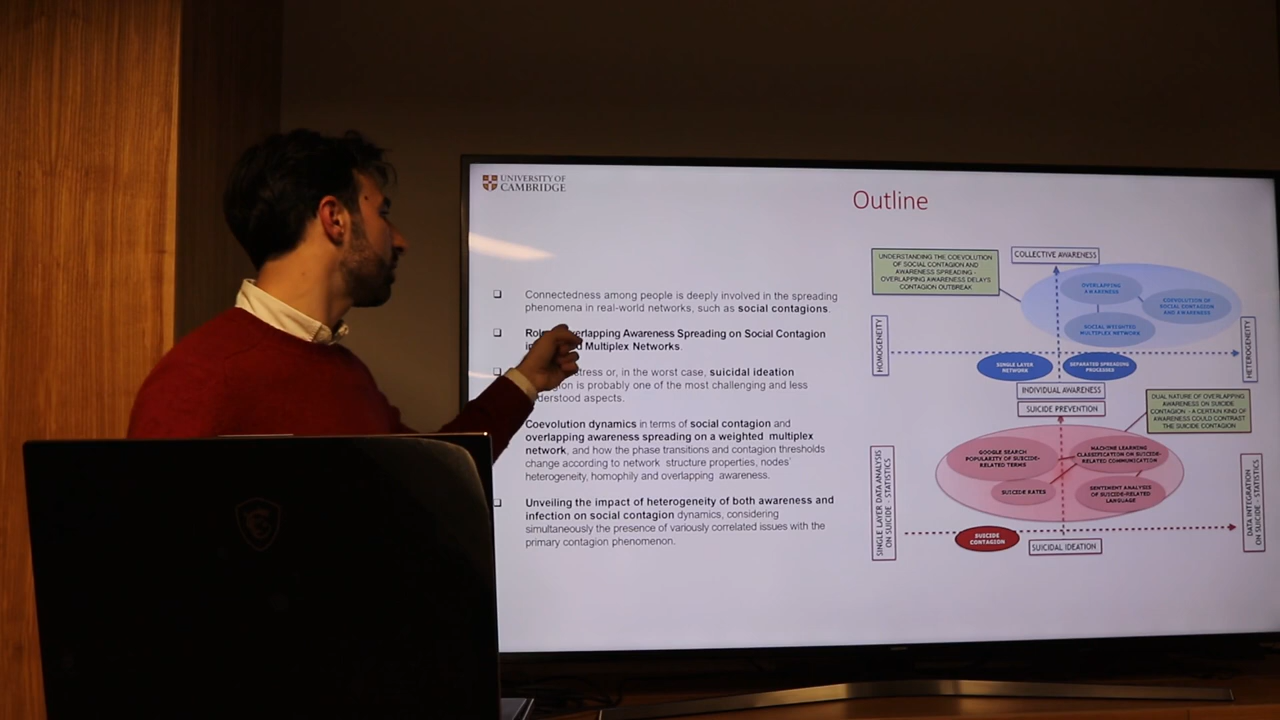 UNIVERSITY OF
CAMBRIDGE
Outline
Connectedness among people is deeply involved in the spreading
phenomena in real-world networks, such as social contagions.
Overlapping Awareness Spreading on Social Contagion
Multiplex Networks.
or, in the worst case, suicidal ideation
is probably one of the most challenging and less
aspects.
Coevolution dynamics in terms of social contagion and
overlapping awareness spreading on a weighted multiplex
network, and how the phase transitions and contagion thresholds
change according to network structure properties, nodes'
heterogeneity, homophily and overlapping awareness.
Unveiling the impact of heterogeneity of both awareness and
infection on social contagion dynamics, considering
simultaneously the presence of variously correlated issues with the
primary contagion phenomenon.
UNDERSTANDING THE COEVOLUTION
OF SOCIAL CONTAGION AND
AWARENESS SPREADING -
OVERLAPPING AWARENESS DELAYS
CONTAGION OUTBREAK
COLLECTIVE AWARENESS
OVERLAPPING
AWARENESS
COEVOLUTION OF
SOCIAL CONTAGION
AND AWARENESS
SOCIAL WEIGHTED
MULTIPLEX NETWORK
HOMOGENEITY
HETEROGENEITY
SINGLE LAYER
NETWORK
SEPARATED SPREADING
PROCESSES
INDIVIDUAL AWARENESS
SUICIDE PREVENTION
DUAL NATURE OF OVERLAPPING
AWARENESS ON SUICIDE
CONTAGION - A CERTAIN KIND OF
AWARENESS COULD CONTRAST
THE SUICIDE CONTAGION
GOOGLE SEARCH
POPULARITY OF SUICIDE-
RELATED TERMS
MACHINE LEARNING
CLASSIFICATION ON SUICIDE-
RELATED COMMUNICATION
SUICIDE RATES
SENTIMENT ANALYSIS
OF SUICIDE-RELATED
LANGUAGE
SINGLE LAYER DATA ANALYSIS
ON SUICIDE - STATISTICS
DATA INTEGRATION
ON SUICIDE - STATISTICS
SUICIDE
CONTAGION
SUICIDAL IDEATION